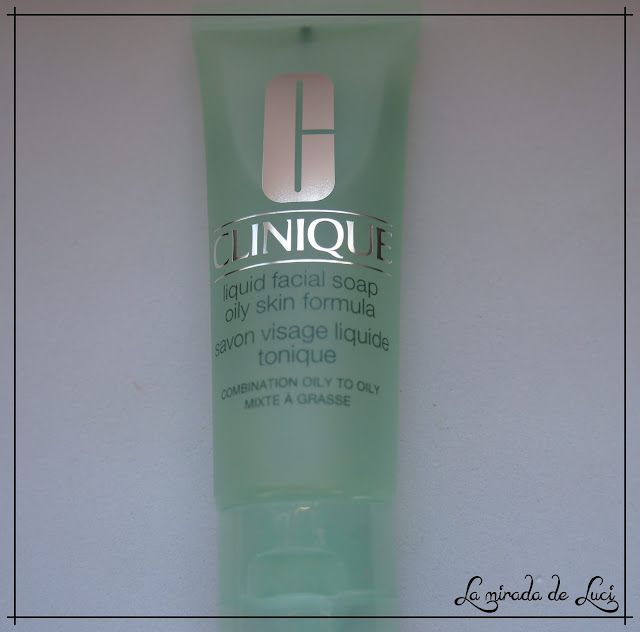 C
CLINIQUE
liquid facial soap
oily skin formula
savon visage liquide
tonique
COMBINATION OILY TO OILY
MIXTE À GRASSE
La mirada de Luci